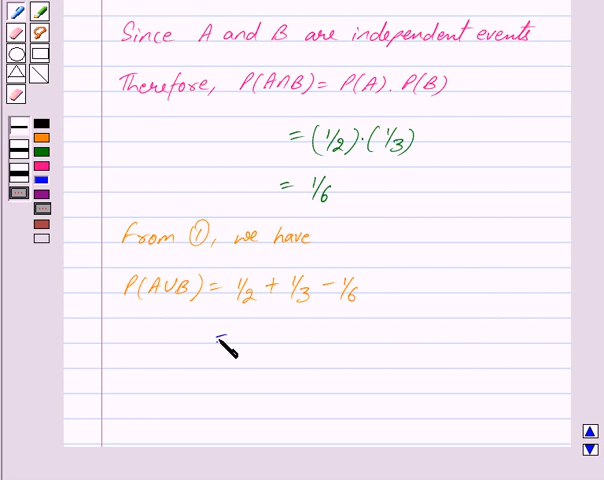 Since A and B are independent events
Therefore, P(A∩B) = P(A). P(B)
= (1/2)·(1/3)
= 1/6
From ①, we have
P(A∪B) = 1/2 + 1/3 - 1/6
=